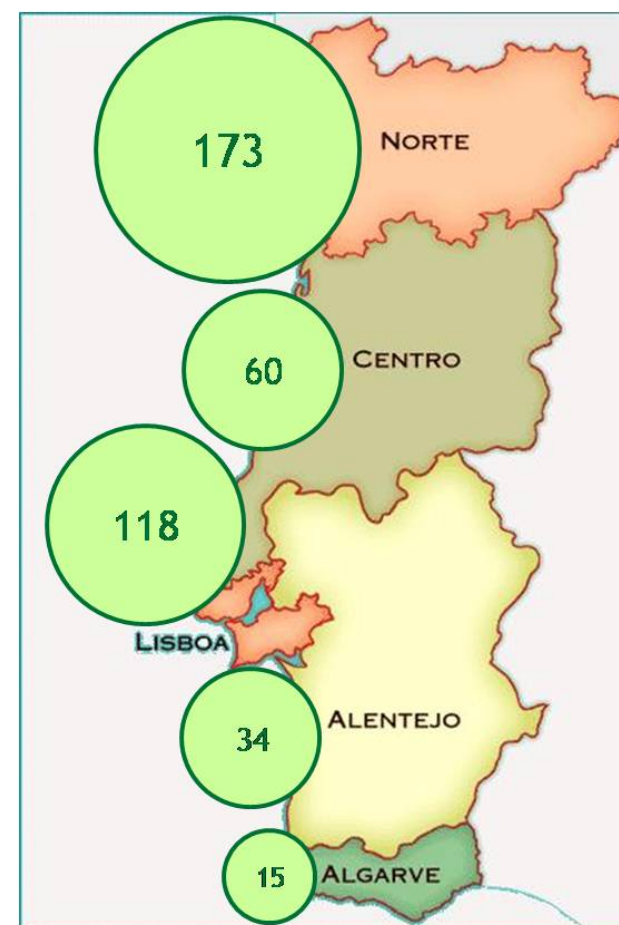 173
NORTE
60
CENTRO
118
LISBOA
34
ALENTEJO
15
ALGARVE